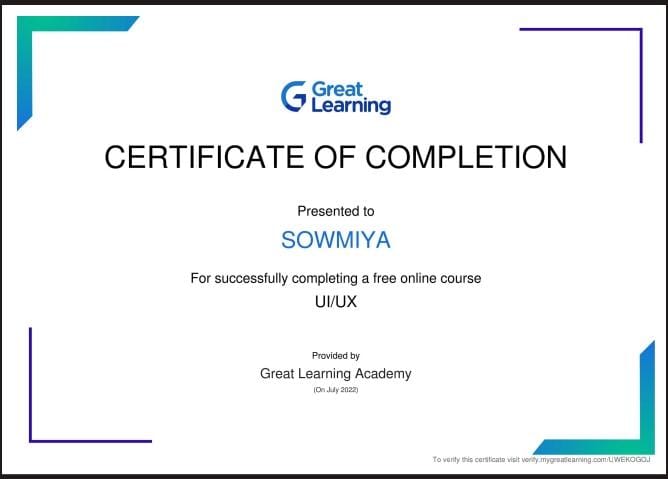 Great
Learning
CERTIFICATE OF COMPLETION
Presented to
SOWMIYA
For successfully completing a free online course
UI/UX
Provided by
Great Learning Academy
(On July 2022)
To verify this certificate visit verify.mygreatlearning.com/UWEKOGOJ